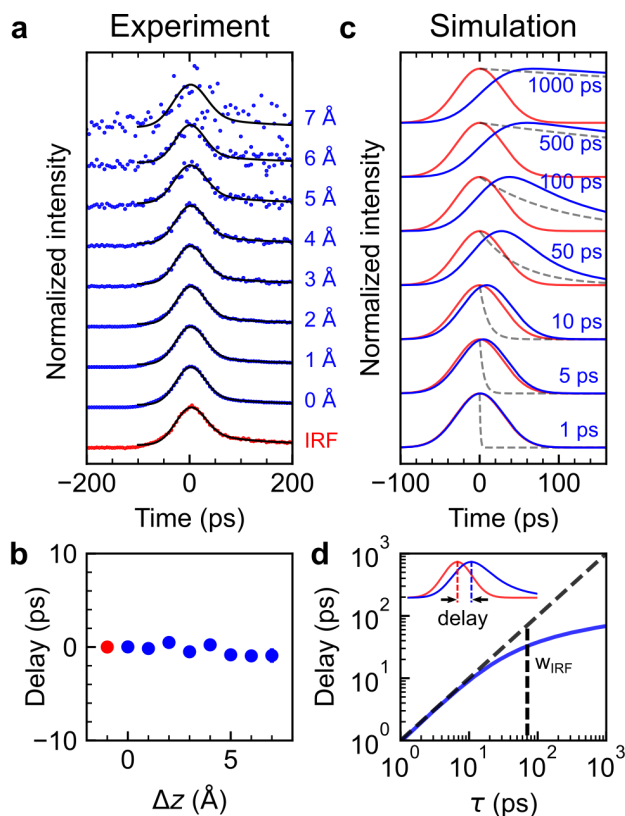 a
Experiment
Normalized intensity
7 Å
6 Å
5 Å
4 Å
3 Å
2 Å
1 Å
0 Å
IRF
−200
0
200
Time (ps)
c
Simulation
Normalized intensity
1000 ps
500 ps
100 ps
50 ps
10 ps
5 ps
1 ps
−100
0
100
Time (ps)
b
Delay (ps)
10
0
−10
0
5
Δz (Å)
d
Delay (ps)
10³
10²
10¹
10⁰
delay
wIRF
10⁰
10¹
10²
10³
τ (ps)